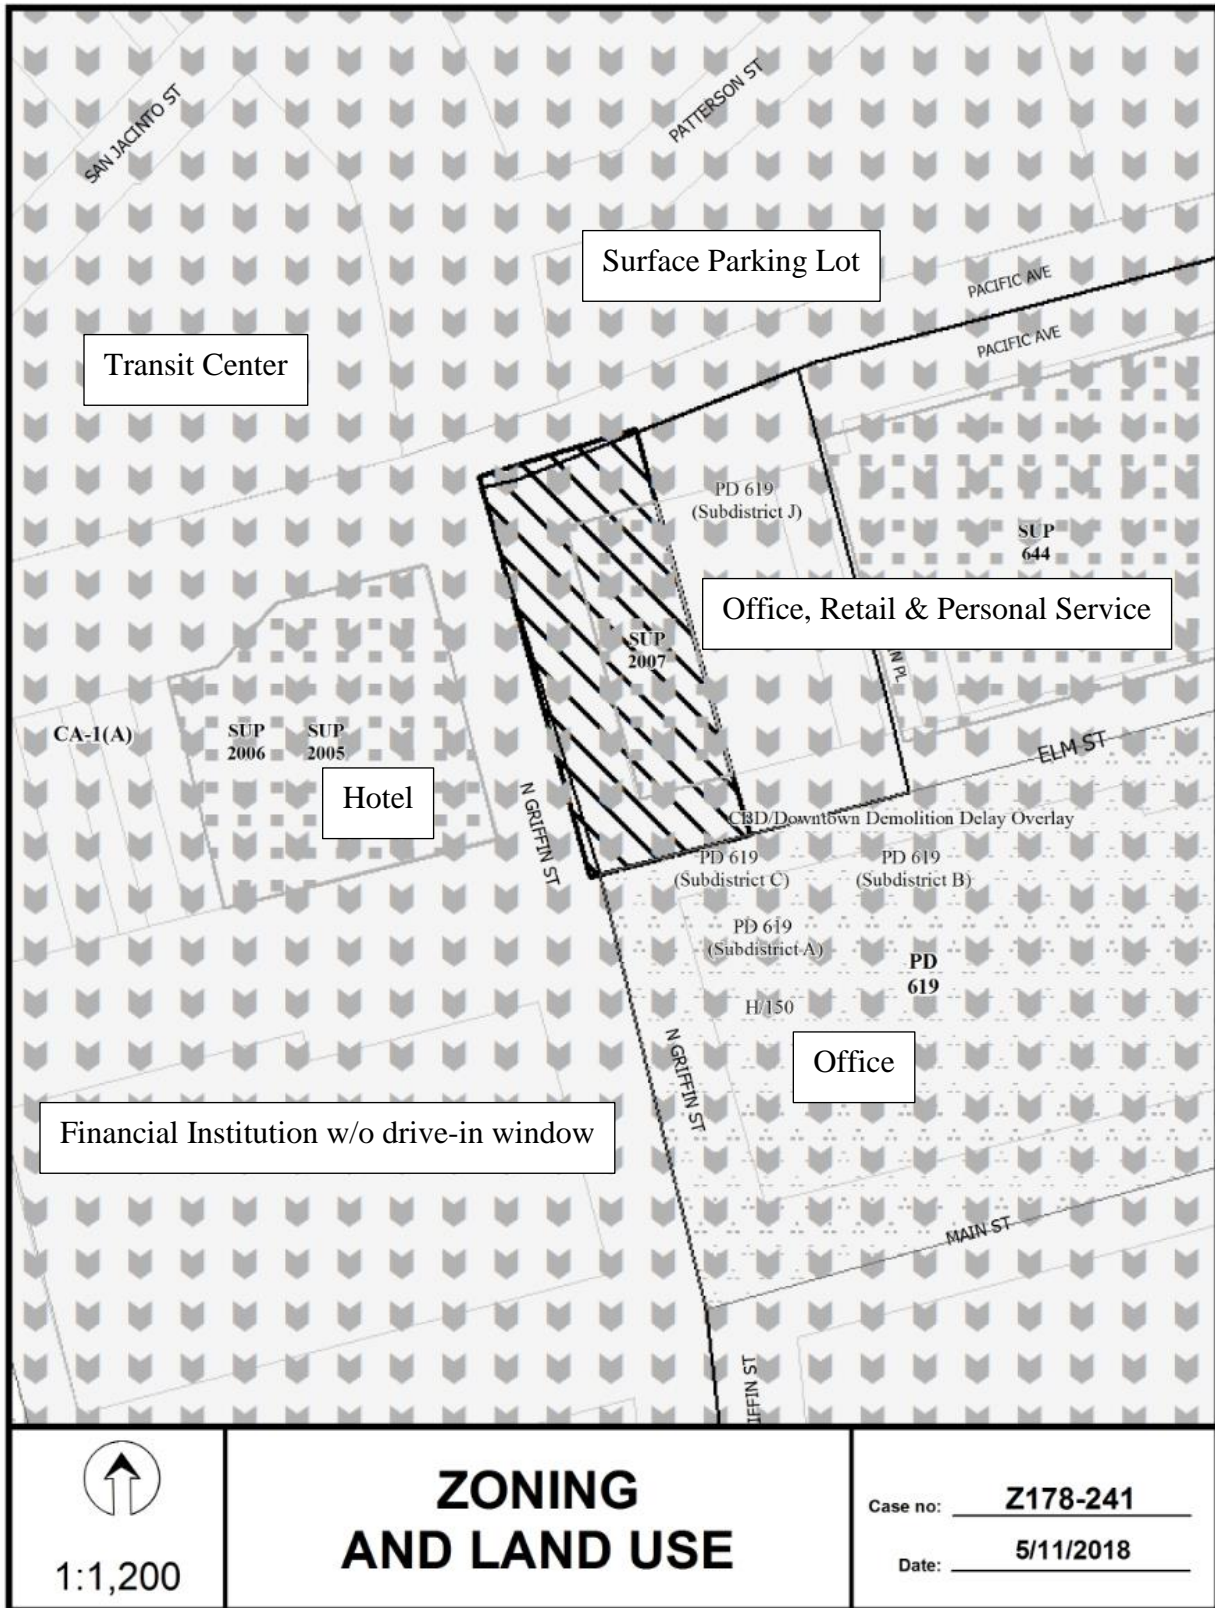 SAN JACINTO ST
PATTERSON ST
Surface Parking Lot
PACIFIC AVE
PACIFIC AVE
Transit Center
PD 619
(Subdistrict J)
SUP
644
Office, Retail & Personal Service
SUP
2007
N PL
CA-1(A)
SUP
2006
SUP
2005
Hotel
ELM ST
N GRIFFIN ST
CBD/Downtown Demolition Delay Overlay
PD 619
(Subdistrict C)
PD 619
(Subdistrict B)
PD 619
(Subdistrict A)
PD
619
H/150
Office
N GRIFFIN ST
Financial Institution w/o drive-in window
MAIN ST
IFFIN ST
1:1,200
ZONING
AND LAND USE
Case no: Z178-241
Date: 5/11/2018